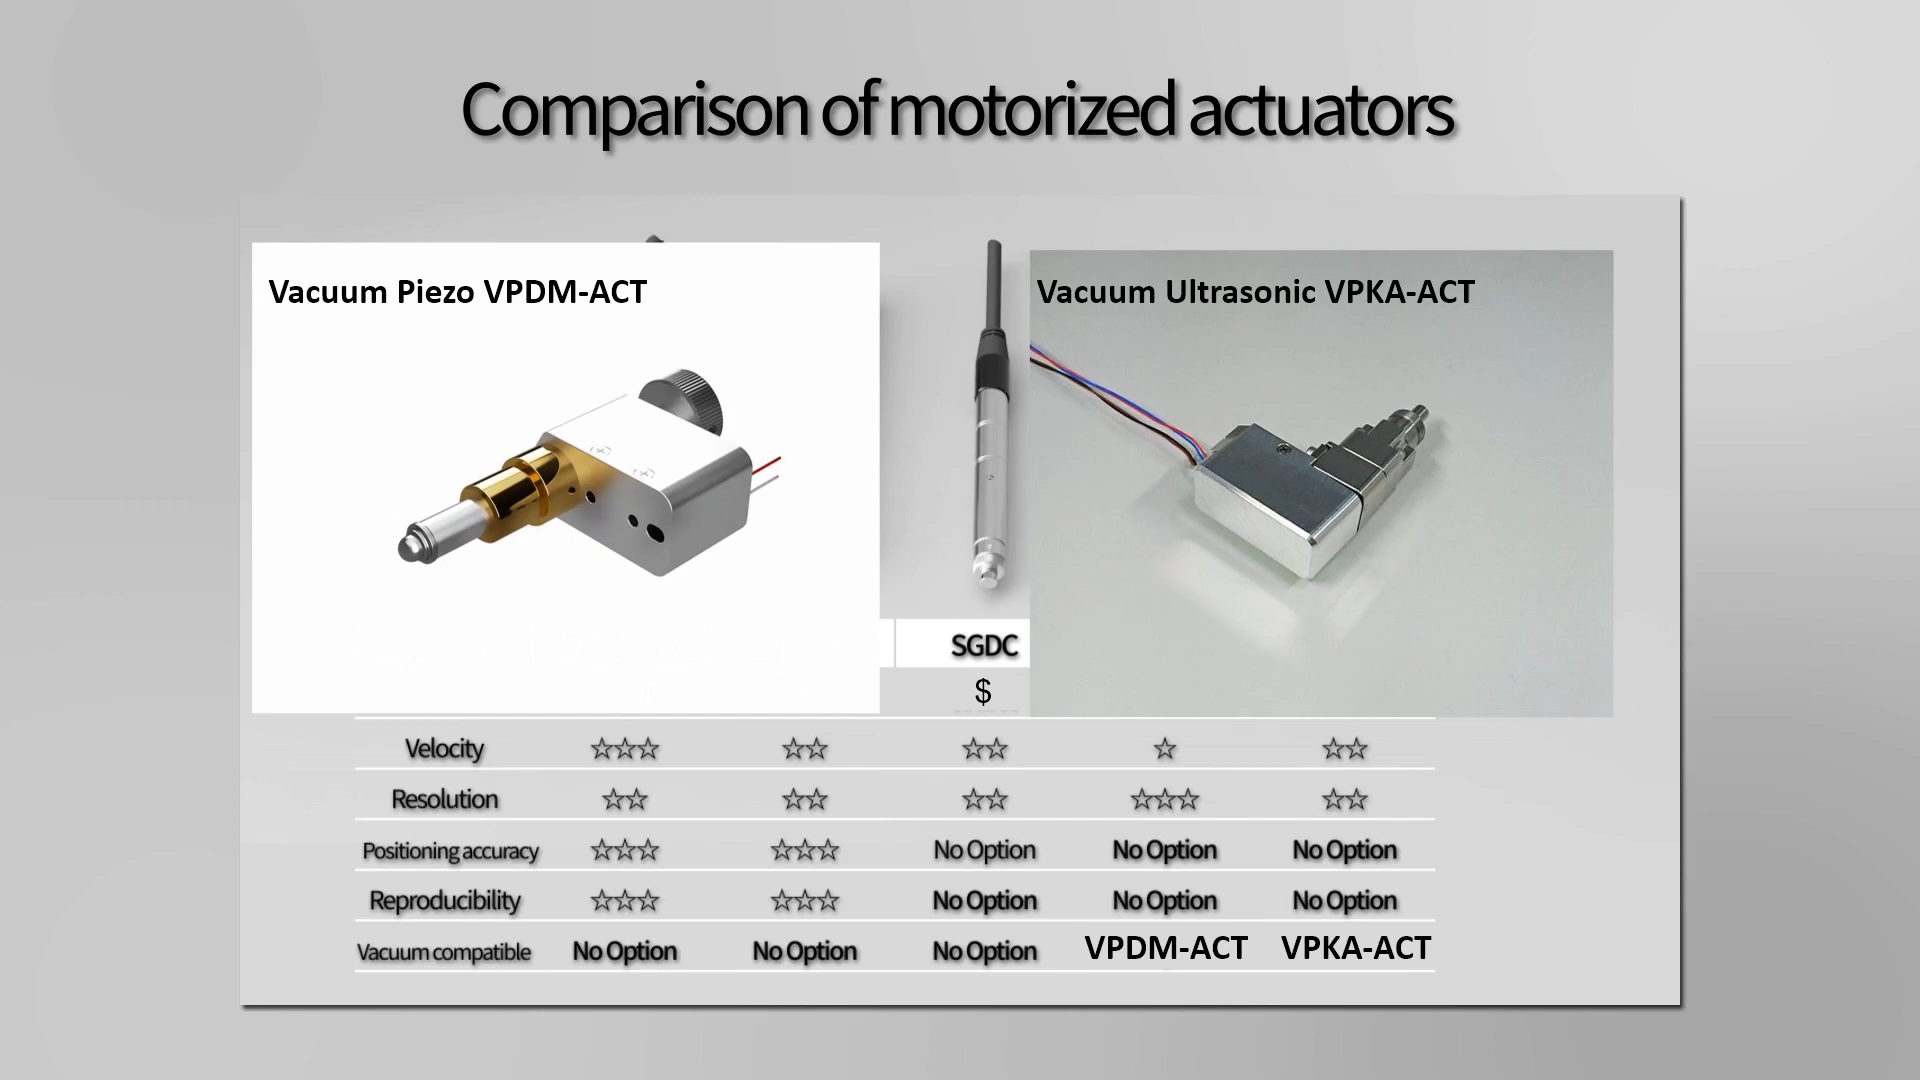 Comparison of motorized actuators
Vacuum Piezo VPDM-ACT
Vacuum Ultrasonic VPKA-ACT
SGDC
$
Velocity ☆☆☆ ☆☆ ☆☆ ☆ ☆☆
Resolution ☆☆ ☆☆ ☆☆ ☆☆☆ ☆☆
Positioning accuracy ☆☆☆ ☆☆☆ No Option No Option No Option
Reproducibility ☆☆☆ ☆☆☆ No Option No Option No Option
Vacuum compatible No Option No Option No Option VPDM-ACT VPKA-ACT